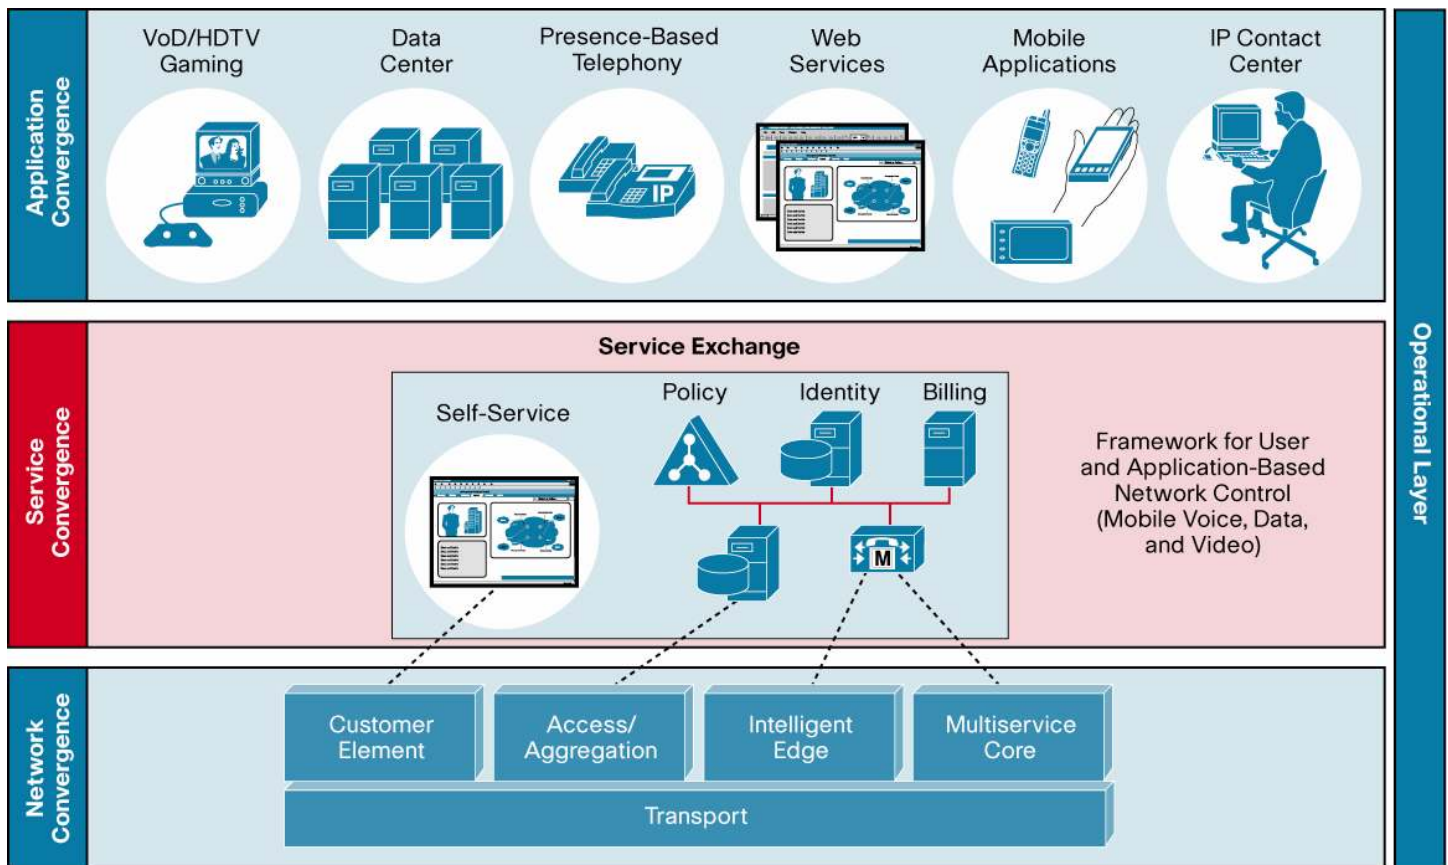 Application
Convergence
VoD/HDTV
Gaming
Data
Center
Presence-Based
Telephony
IP
Web
Services
Mobile
Applications
IP Contact
Center
Operational Layer
Service
Convergence
Service Exchange
Self-Service
Policy
Identity
Billing
M
Framework for User
and Application-Based
Network Control
(Mobile Voice, Data,
and Video)
Network
Convergence
Customer
Element
Access/
Aggregation
Intelligent
Edge
Multiservice
Core
Transport